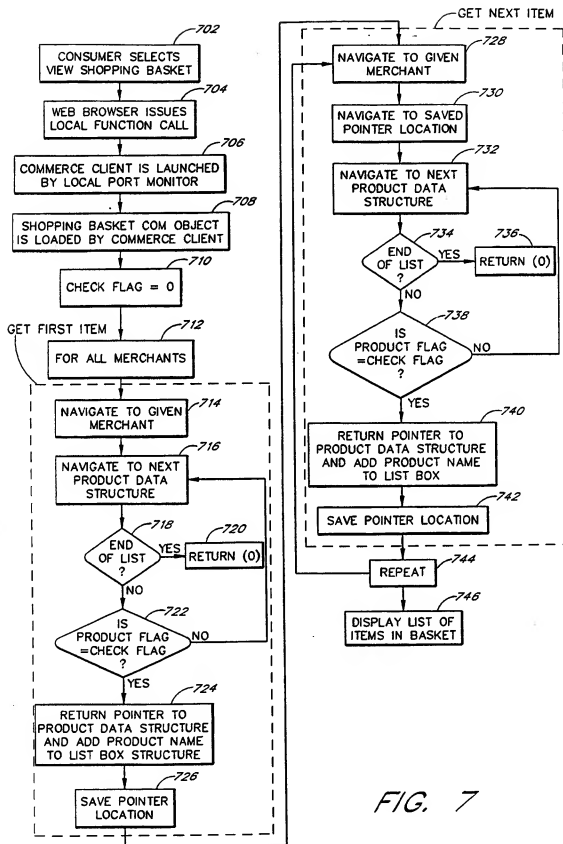 702
CONSUMER SELECTS
VIEW SHOPPING BASKET
704
WEB BROWSER ISSUES
LOCAL FUNCTION CALL
706
COMMERCE CLIENT IS LAUNCHED
BY LOCAL PORT MONITOR
708
SHOPPING BASKET COM OBJECT
IS LOADED BY COMMERCE CLIENT
710
CHECK FLAG = 0
GET FIRST ITEM
712
FOR ALL MERCHANTS
714
NAVIGATE TO GIVEN
MERCHANT
716
NAVIGATE TO NEXT
PRODUCT DATA
STRUCTURE
718
END
OF LIST
?
YES
720
RETURN (0)
NO
722
IS
PRODUCT FLAG
=CHECK FLAG
?
NO
YES
724
RETURN POINTER TO
PRODUCT DATA STRUCTURE
AND ADD PRODUCT NAME
TO LIST BOX STRUCTURE
726
SAVE POINTER
LOCATION
GET NEXT ITEM
728
NAVIGATE TO GIVEN
MERCHANT
730
NAVIGATE TO SAVED
POINTER LOCATION
732
NAVIGATE TO NEXT
PRODUCT DATA
STRUCTURE
734
END
OF LIST
?
YES
736
RETURN (0)
NO
738
IS
PRODUCT FLAG
=CHECK FLAG
?
NO
YES
740
RETURN POINTER TO
PRODUCT DATA STRUCTURE
AND ADD PRODUCT NAME
TO LIST BOX
742
SAVE POINTER LOCATION
744
REPEAT
746
DISPLAY LIST OF
ITEMS IN BASKET
FIG. 7